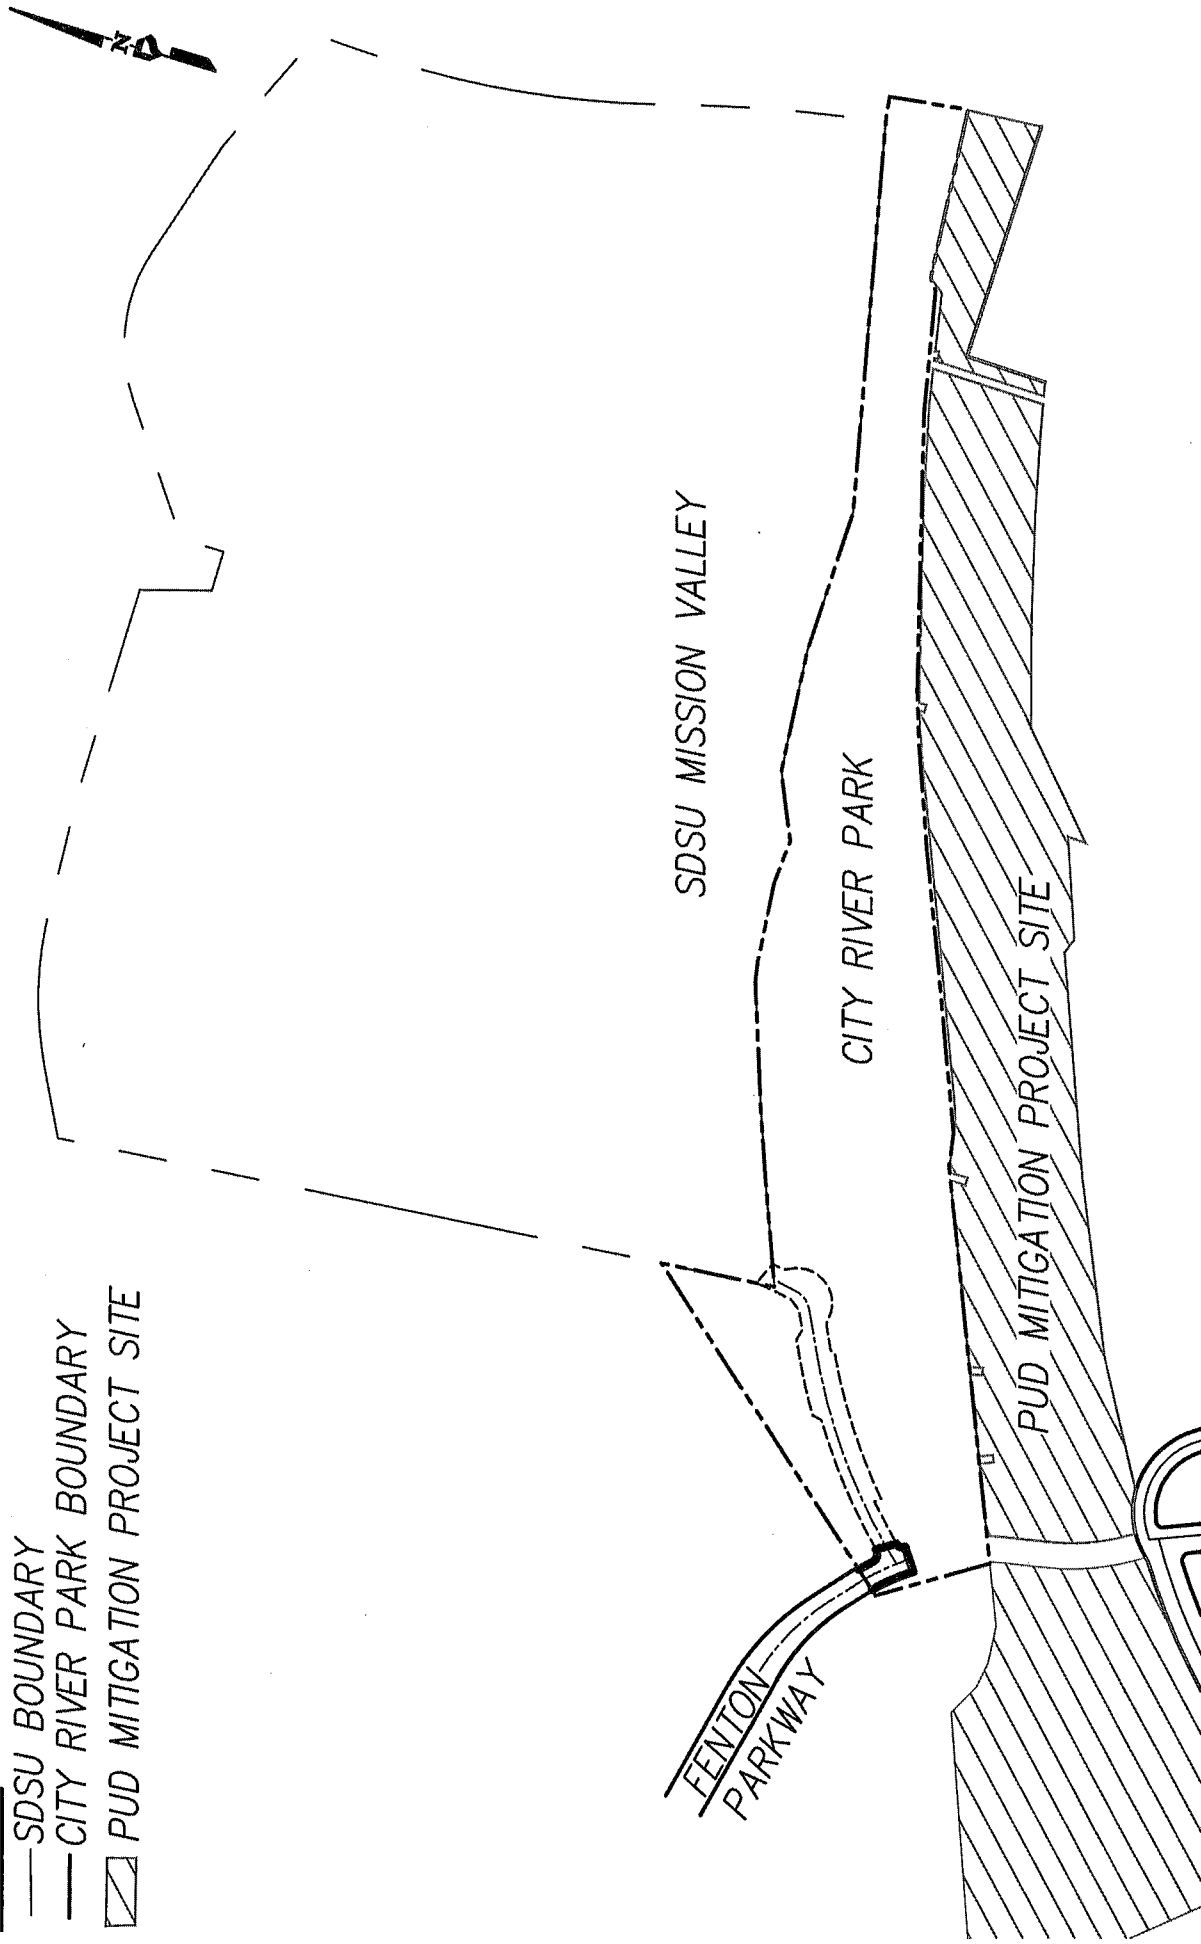 SDSU BOUNDARY
CITY RIVER PARK BOUNDARY
PUD MITIGATION PROJECT SITE
FENTON
PARKWAY
SDSU MISSION VALLEY
CITY RIVER PARK
PUD MITIGATION PROJECT SITE
N